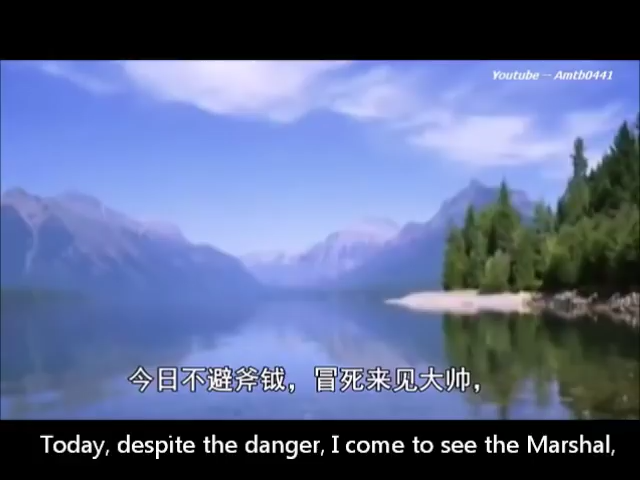 Youtube -- Amtb0441
今日不避斧钺，冒死来见大帅，
Today, despite the danger, I come to see the Marshal,